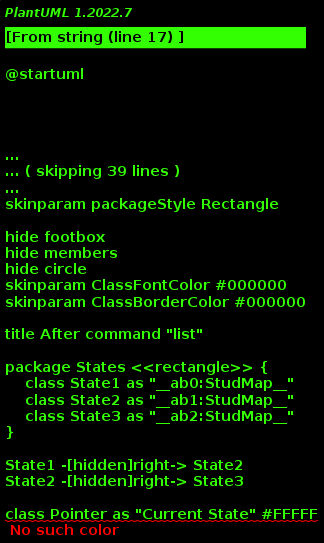 PlantUML 1.2022.7
[From string (line 17) ]
@startuml
...
... ( skipping 39 lines )
...
skinparam packageStyle Rectangle
hide footbox
hide members
hide circle
skinparam ClassFontColor #000000
skinparam ClassBorderColor #000000
title After command "list"
package States <<rectangle>> {
    class State1 as "__ab0:StudMap__"
    class State2 as "__ab1:StudMap__"
    class State3 as "__ab2:StudMap__"
}
State1 -[hidden]right-> State2
State2 -[hidden]right-> State3
class Pointer as "Current State" #FFFFF
No such color